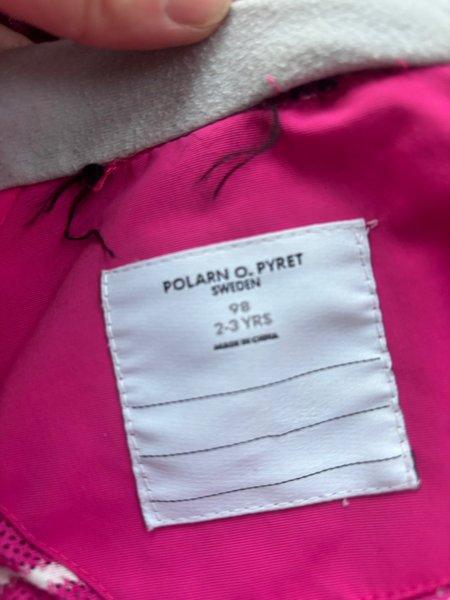 POLARN O. PYRET
SWEDEN
98
2-3 YRS
MADE IN CHINA